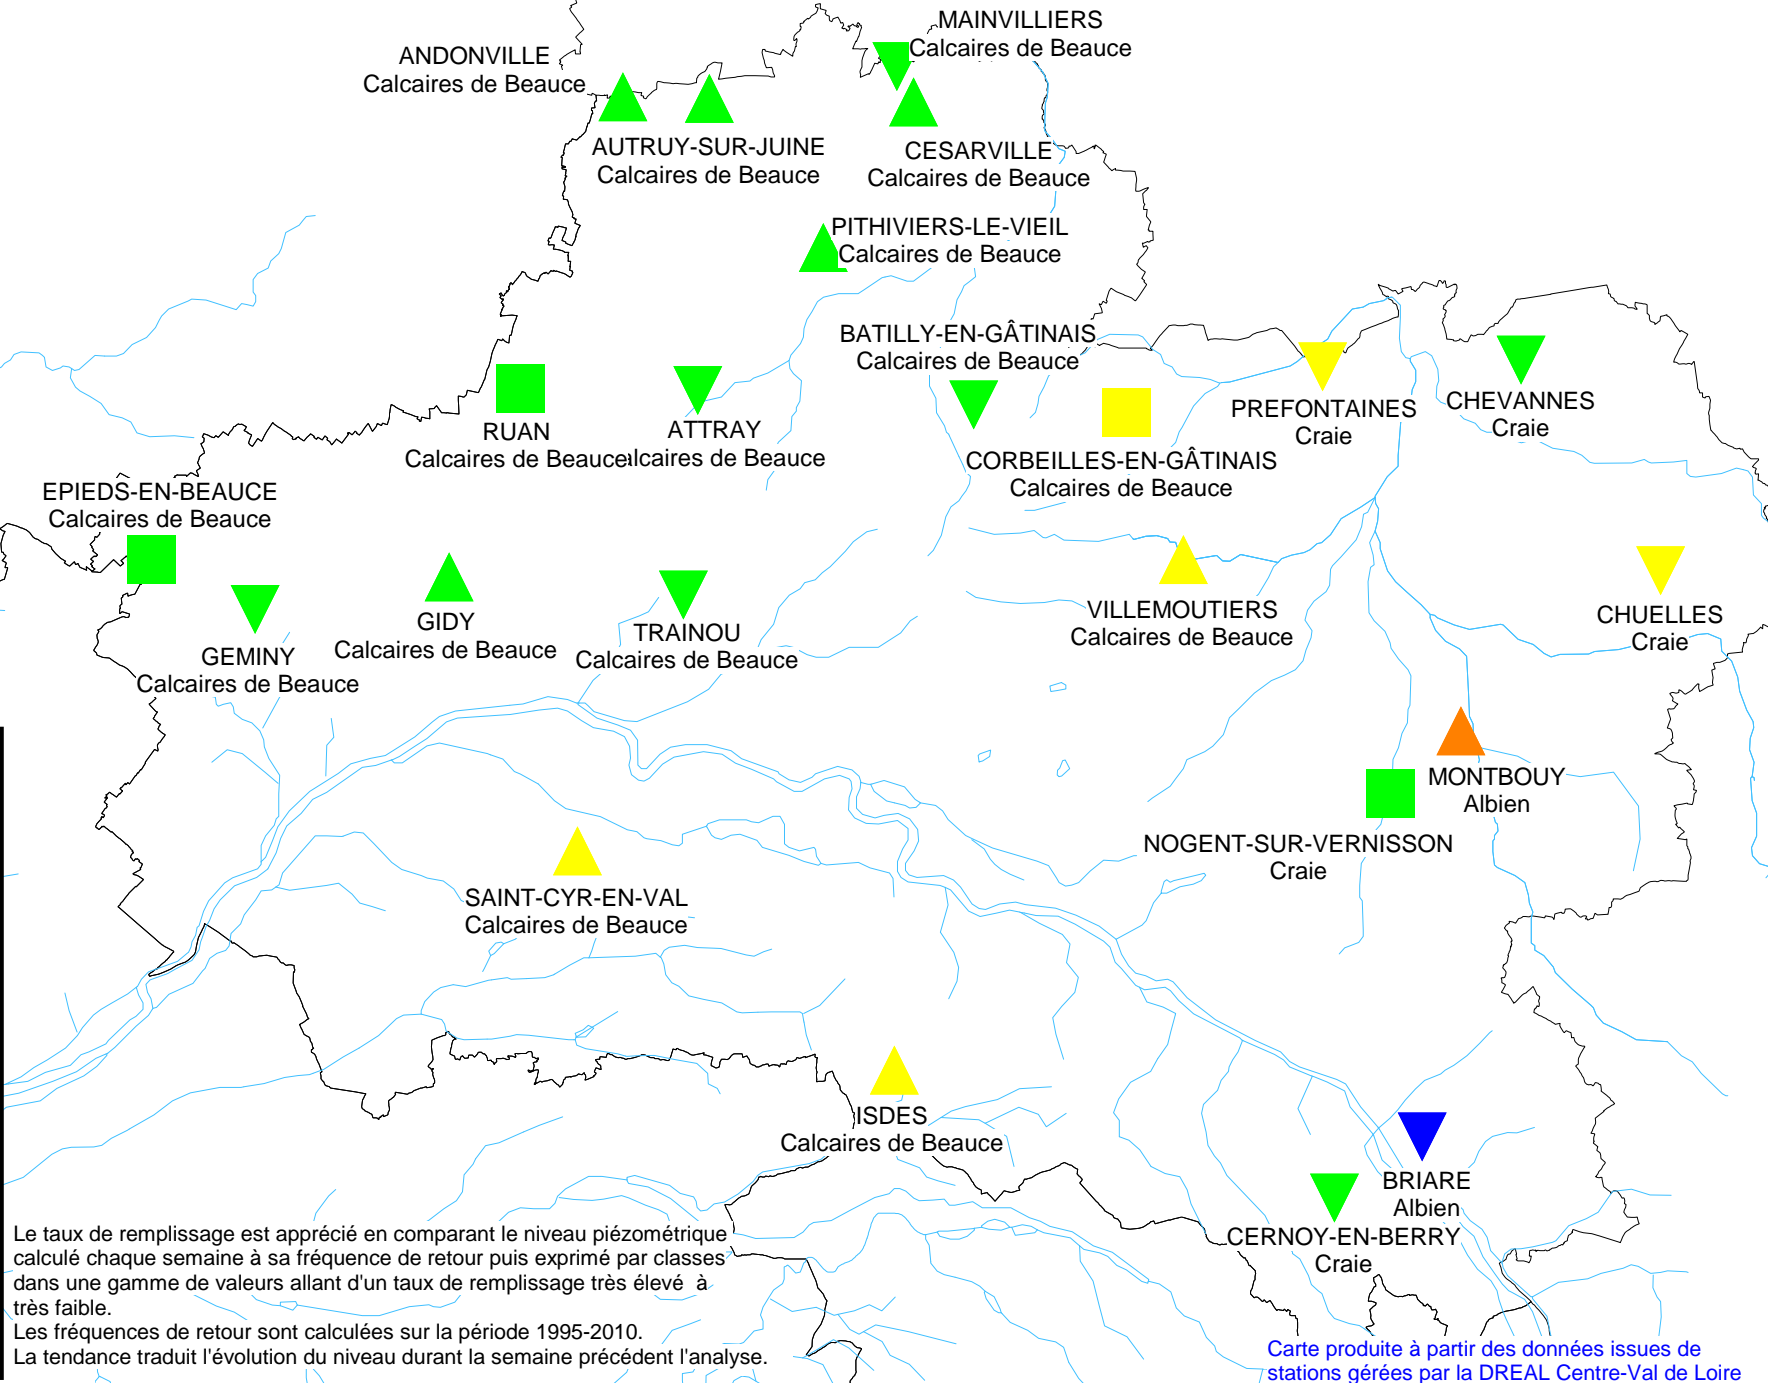 MAINVILLIERS
Calcaires de Beauce
ANDONVILLE
Calcaires de Beauce
AUTRUY-SUR-JUINE
Calcaires de Beauce
CESARVILLE
Calcaires de Beauce
PITHIVIERS-LE-VIEIL
Calcaires de Beauce
BATILLY-EN-GÂTINAIS
Calcaires de Beauce
RUAN
Calcaires de Beauce
ATTRAY
alcaires de Beauce
PREFONTAINES
Craie
CHEVANNES
Craie
CORBEILLES-EN-GÂTINAIS
Calcaires de Beauce
EPIEDS-EN-BEAUCE
Calcaires de Beauce
GEMINY
Calcaires de Beauce
GIDY
Calcaires de Beauce
TRAINOU
Calcaires de Beauce
VILLEMOUTIERS
Calcaires de Beauce
CHUELLES
Craie
MONTBOUY
Albien
NOGENT-SUR-VERNISSON
Craie
SAINT-CYR-EN-VAL
Calcaires de Beauce
ISDES
Calcaires de Beauce
BRIARE
Albien
CERNOY-EN-BERRY
Craie
Le taux de remplissage est apprécié en comparant le niveau piézométrique
calculé chaque semaine à sa fréquence de retour puis exprimé par classes
dans une gamme de valeurs allant d'un taux de remplissage très élevé à
très faible.
Les fréquences de retour sont calculées sur la période 1995-2010.
La tendance traduit l'évolution du niveau durant la semaine précédent l'analyse.
Carte produite à partir des données issues de
stations gérées par la DREAL Centre-Val de Loire